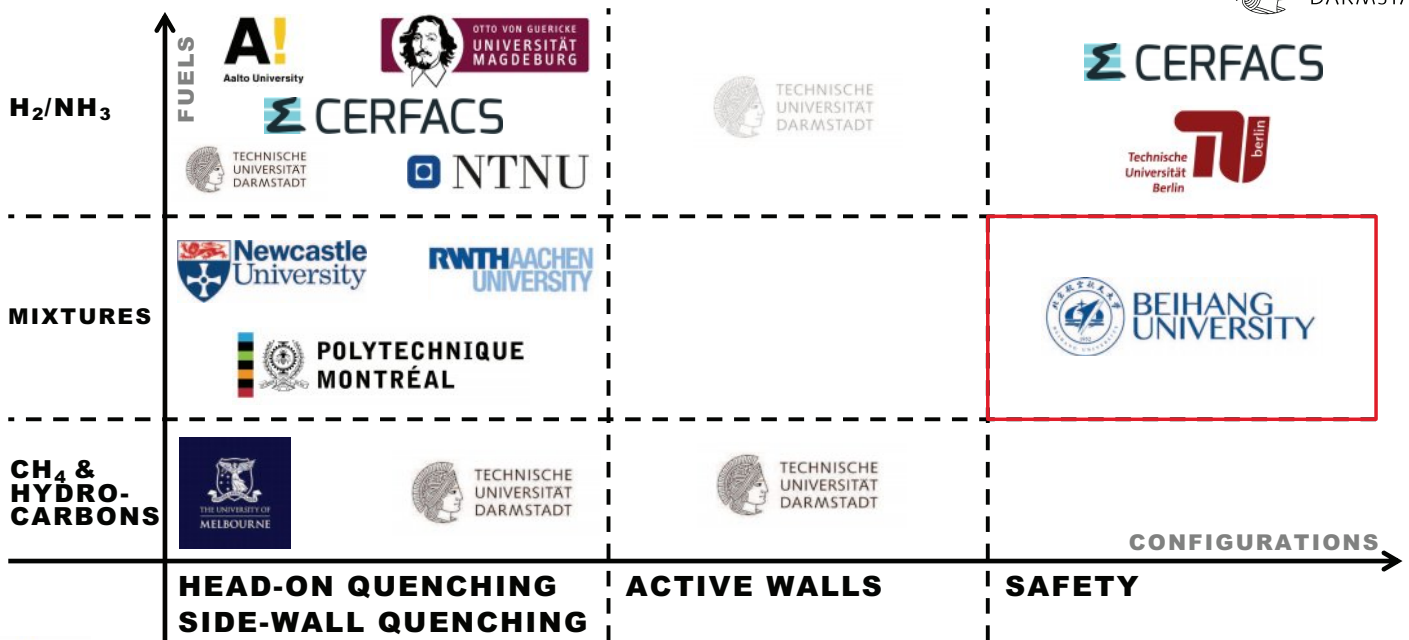 DARMSTA
FUELS
H₂/NH₃
A!
Aalto University
OTTO VON GUERICKE
UNIVERSITÄT
MAGDEBURG
CERFACS
TECHNISCHE
UNIVERSITÄT
DARMSTADT
NTNU
TECHNISCHE
UNIVERSITÄT
DARMSTADT
CERFACS
Technische
Universität
Berlin
berlin
MIXTURES
Newcastle
University
RWTHAACHEN
UNIVERSITY
POLYTECHNIQUE
MONTRÉAL
BEIHANG
UNIVERSITY
CH₄ &
HYDRO-
CARBONS
THE UNIVERSITY OF
MELBOURNE
TECHNISCHE
UNIVERSITÄT
DARMSTADT
TECHNISCHE
UNIVERSITÄT
DARMSTADT
CONFIGURATIONS
HEAD-ON QUENCHING
SIDE-WALL QUENCHING
ACTIVE WALLS
SAFETY